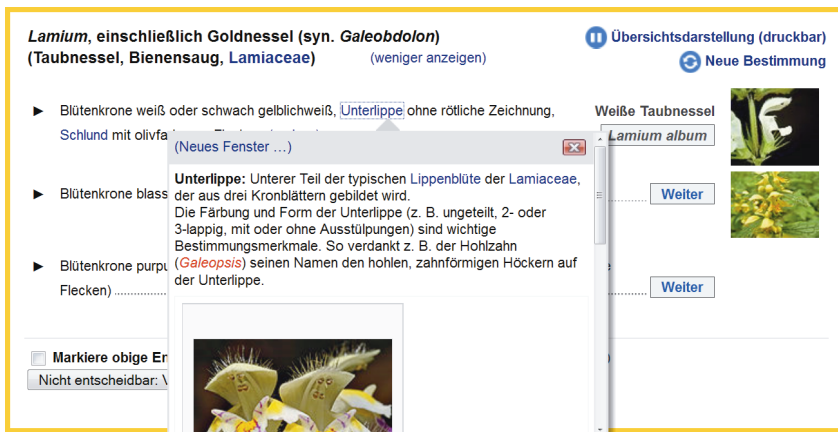 Lamium, einschließlich Goldnessel (syn. Galeobdolon)
(Taubnessel, Bienensaug, Lamiaceae) (weniger anzeigen)
Übersichtsdarstellung (druckbar)
Neue Bestimmung
► Blütenkrone weiß oder schwach gelblichweiß, Unterlippe ohne rötliche Zeichnung,
Schlund mit
Weiße Taubnessel
Lamium album
(Neues Fenster ...)
Unterlippe: Unterer Teil der typischen Lippenblüte der Lamiaceae,
der aus drei Kronblättern gebildet wird.
Die Färbung und Form der Unterlippe (z. B. ungeteilt, 2- oder
3-lappig, mit oder ohne Ausstülpungen) sind wichtige
Bestimmungsmerkmale. So verdankt z. B. der Hohlzahn
(Galeopsis) seinen Namen den hohlen, zahnförmigen Höckern auf
der Unterlippe.
► Blütenkrone blass
Weiter
► Blütenkrone
Flecken)
Weiter
Markiere obige
Nicht entscheidbar: